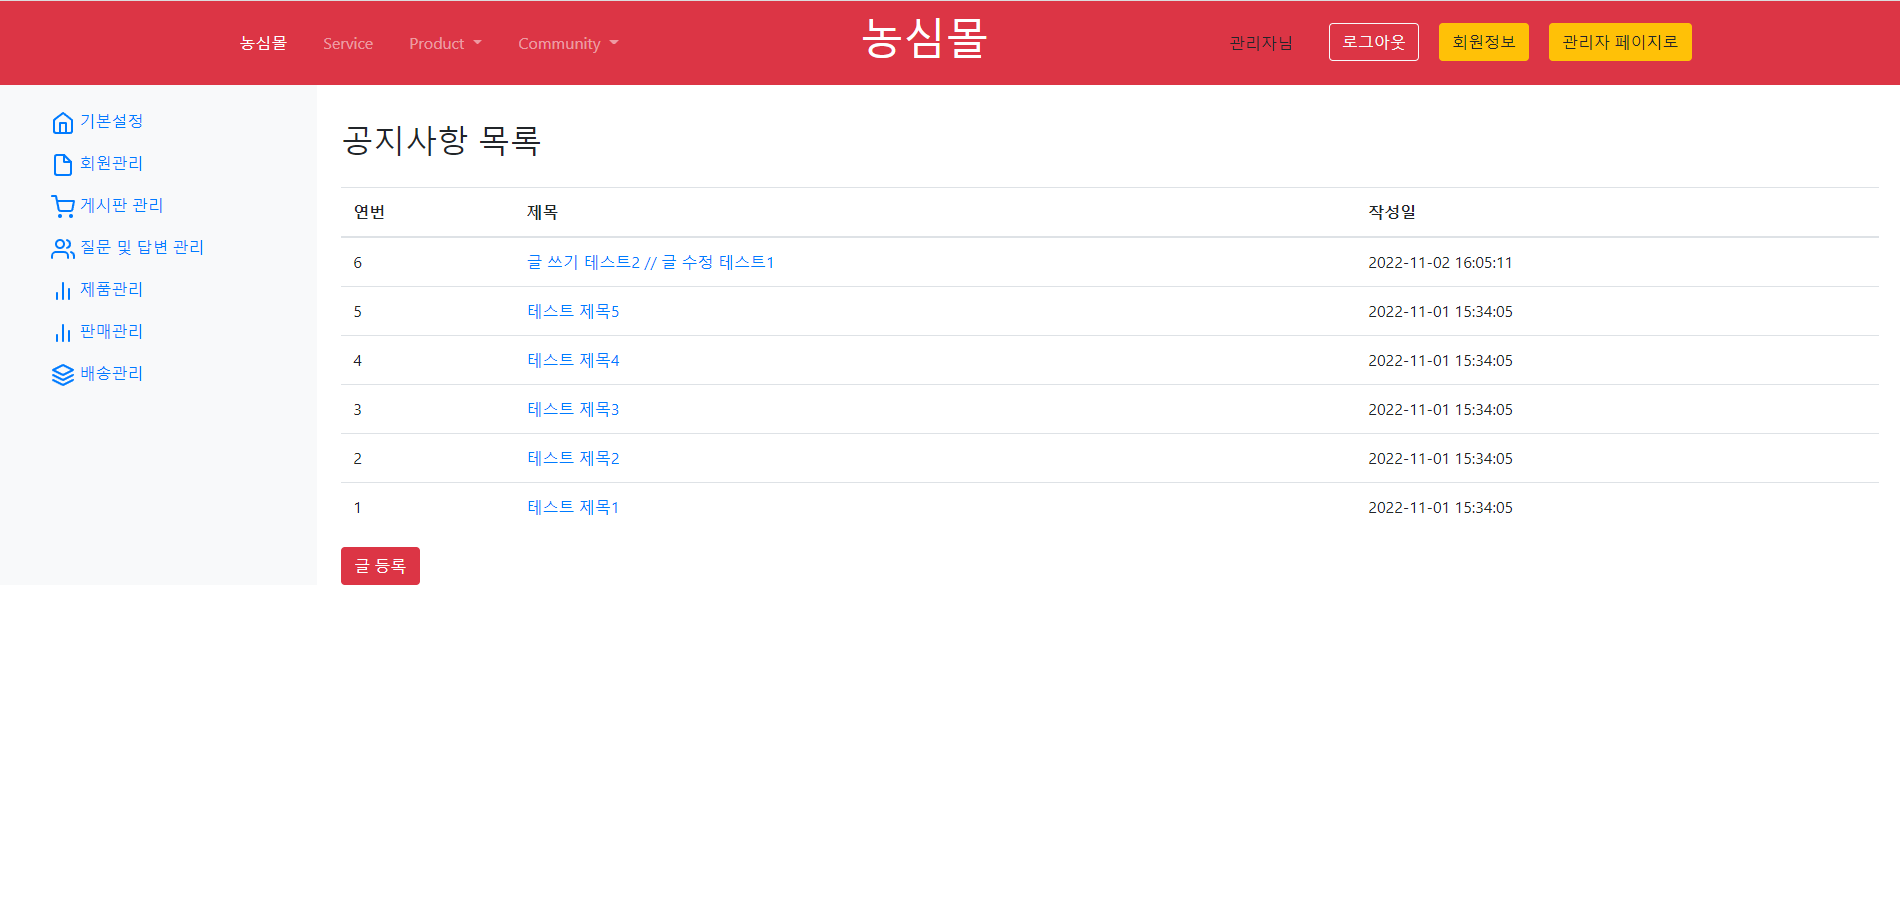 농심몰 Service Product Community 농심몰 관리자님 로그아웃 회원정보 관리자 페이지로
기본설정
회원관리
게시판 관리
질문 및 답변 관리
제품관리
판매관리
배송관리
공지사항 목록
연번 제목 작성일
6 글 쓰기 테스트2 // 글 수정 테스트1 2022-11-02 16:05:11
5 테스트 제목5 2022-11-01 15:34:05
4 테스트 제목4 2022-11-01 15:34:05
3 테스트 제목3 2022-11-01 15:34:05
2 테스트 제목2 2022-11-01 15:34:05
1 테스트 제목1 2022-11-01 15:34:05
글 등록